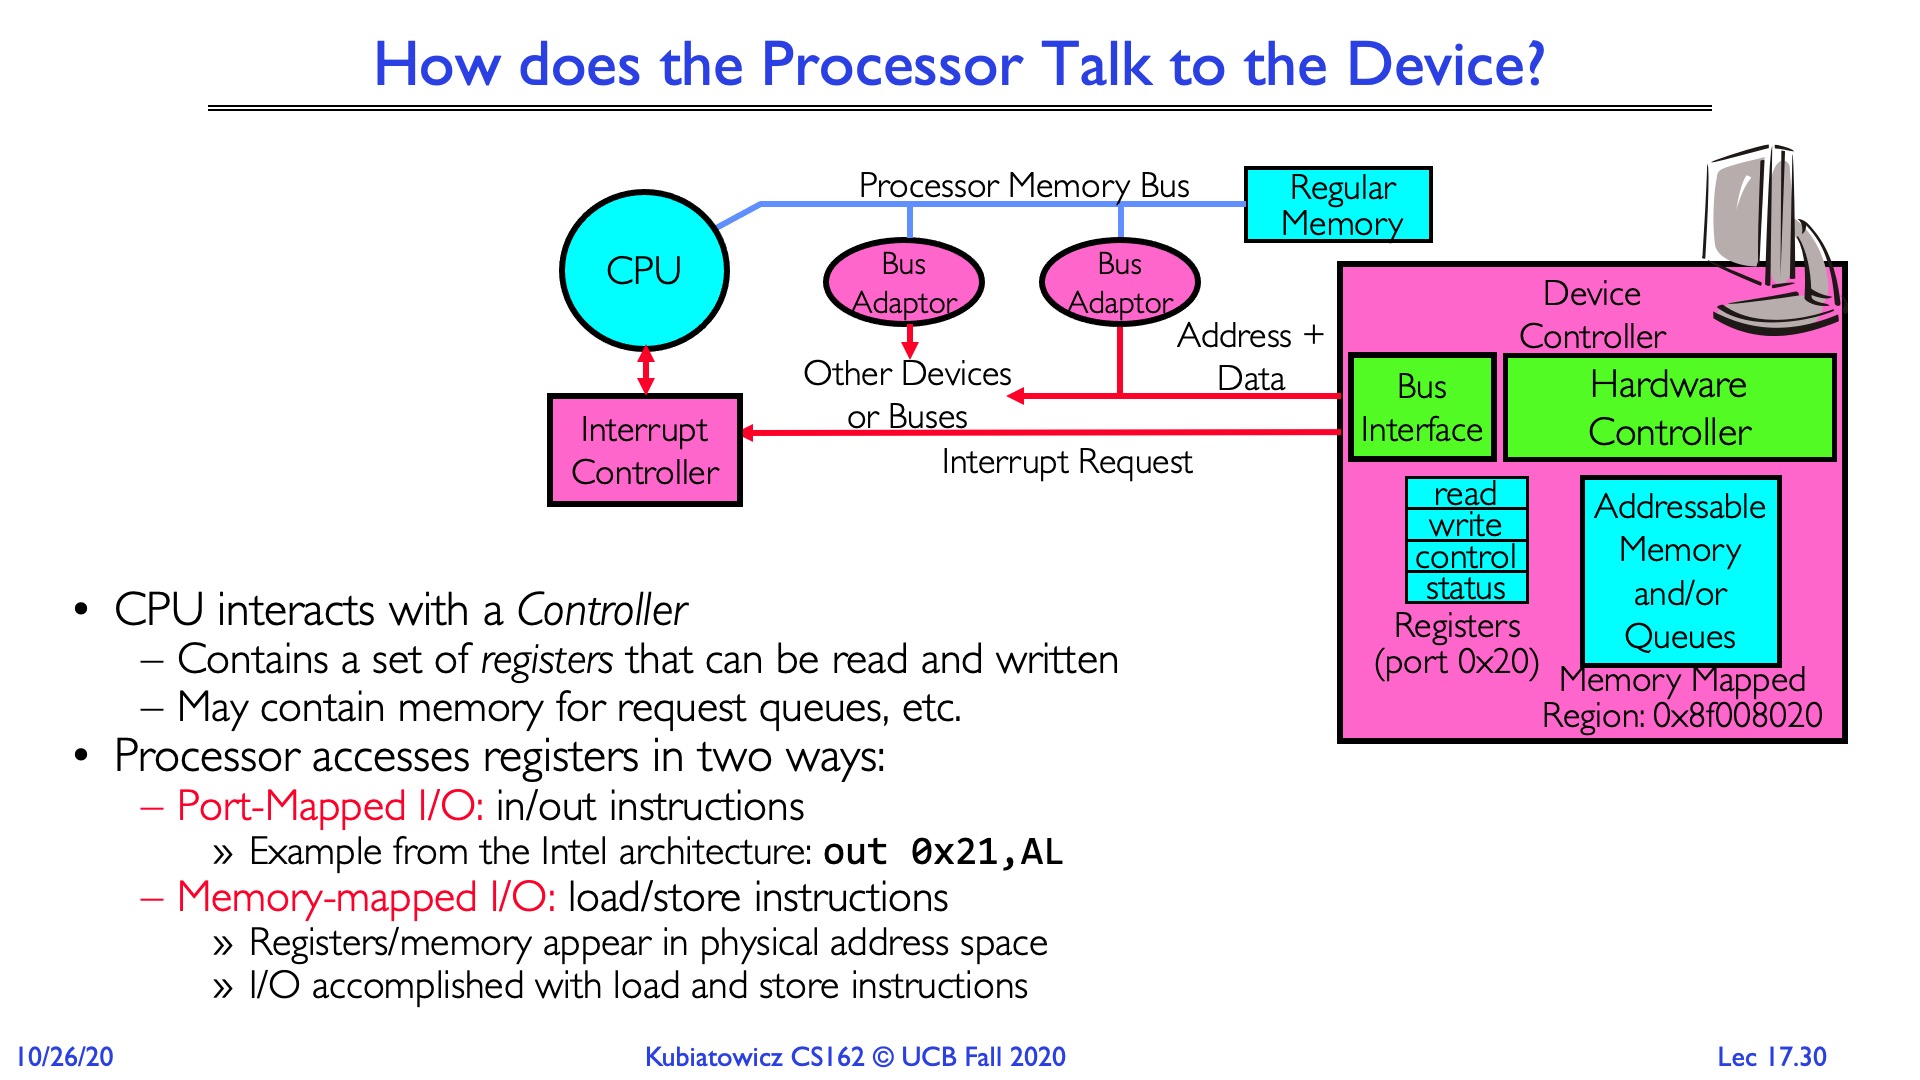 How does the Processor Talk to the Device?
Processor Memory Bus
Regular
Memory
CPU
Bus
Adaptor
Bus
Adaptor
Address +
Data
Other Devices
or Buses
Interrupt
Controller
Interrupt Request
Device
Controller
Bus
Interface
Hardware
Controller
read
write
control
status
Registers
(port 0x20)
Addressable
Memory
and/or
Queues
Memory Mapped
Region: 0x8f008020
• CPU interacts with a Controller
– Contains a set of registers that can be read and written
– May contain memory for request queues, etc.
• Processor accesses registers in two ways:
– Port-Mapped I/O: in/out instructions
» Example from the Intel architecture: out 0x21,AL
– Memory-mapped I/O: load/store instructions
» Registers/memory appear in physical address space
» I/O accomplished with load and store instructions
10/26/20
Kubiatowicz CS162 © UCB Fall 2020
Lec 17.30